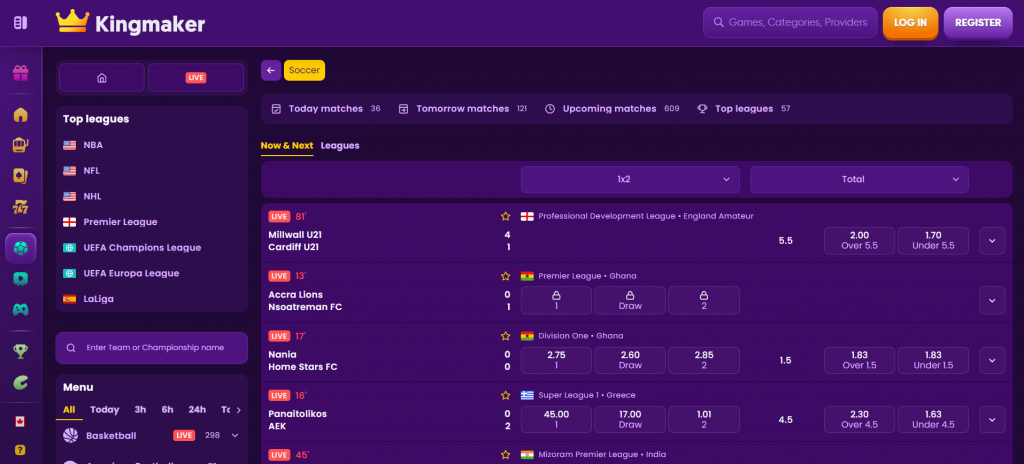 Kingmaker
Games, Categories, Providers
LOG IN
REGISTER
LIVE
Top leagues
NBA
NFL
NHL
Premier League
UEFA Champions League
UEFA Europa League
LaLiga
Enter Team or Championship name
Menu
All Today 3h 6h 24h
Basketball LIVE 298
Soccer
Today matches 36 Tomorrow matches 121 Upcoming matches 609 Top leagues 57
Now & Next Leagues
1x2 Total
LIVE 81' Professional Development League • England Amateur
Millwall U21 4
Cardiff U21 1
5.5
2.00 1.70
Over 5.5 Under 5.5
LIVE 13' Premier League • Ghana
Accra Lions 0
Nsoatreman FC 1
1 Draw 2
LIVE 17' Division One • Ghana
Nania 0
Home Stars FC 0
2.75 2.60 2.85
1 Draw 2
1.5
1.83 1.83
Over 1.5 Under 1.5
LIVE 16' Super League 1 • Greece
Panaitolikos 0
AEK 2
45.00 17.00 1.01
1 Draw 2
4.5
2.30 1.63
Over 4.5 Under 4.5
LIVE 45' Mizoram Premier League • India